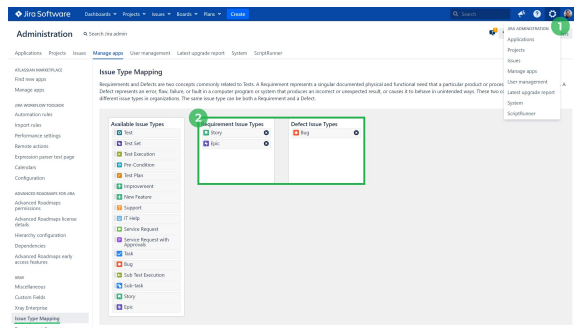 Jira Software Dashboards Projects Issues Boards Plans Create Search
Administration Search Jira admin
JIRA ADMINISTRATION
Applications
Projects
Issues
Manage apps
User management
Latest upgrade report
System
ScriptRunner
1
Applications Projects Issues Manage apps User management Latest upgrade report System ScriptRunner
ATLASSIAN MARKETPLACE
Find new apps
Manage apps
JIRA WORKFLOW TOOLBOX
Automation rules
Import rules
Performance settings
Remote actions
Expression parser test page
Calendars
Configuration
ADVANCED ROADMAPS FOR JIRA
Advanced Roadmaps
permissions
Advanced Roadmaps license
details
Hierarchy configuration
Dependencies
Advanced Roadmaps early
access features
XRAY
Miscellaneous
Custom Fields
Xray Enterprise
Issue Type Mapping
Issue Type Mapping
Requirements and Defects are two concepts commonly related to Tests: A Requirement represents a singular documented physical and functional need that a particular product or proces A
Defect represents an error, flaw, failure, or fault in a computer program or system that produces an incorrect or unexpected result, or causes it to behave in unintended ways. These two
different issue types in organizations. The same issue type can be both a Requirement and a Defect.
Available Issue Types
Test
Test Set
Test Execution
Pre-Condition
Test Plan
Improvement
New Feature
Support
IT Help
Service Request
Service Request with
Approvals
Task
Bug
Sub Test Execution
Sub-task
Story
Epic
2
Requirement Issue Types
Story
Epic
Defect Issue Types
Bug